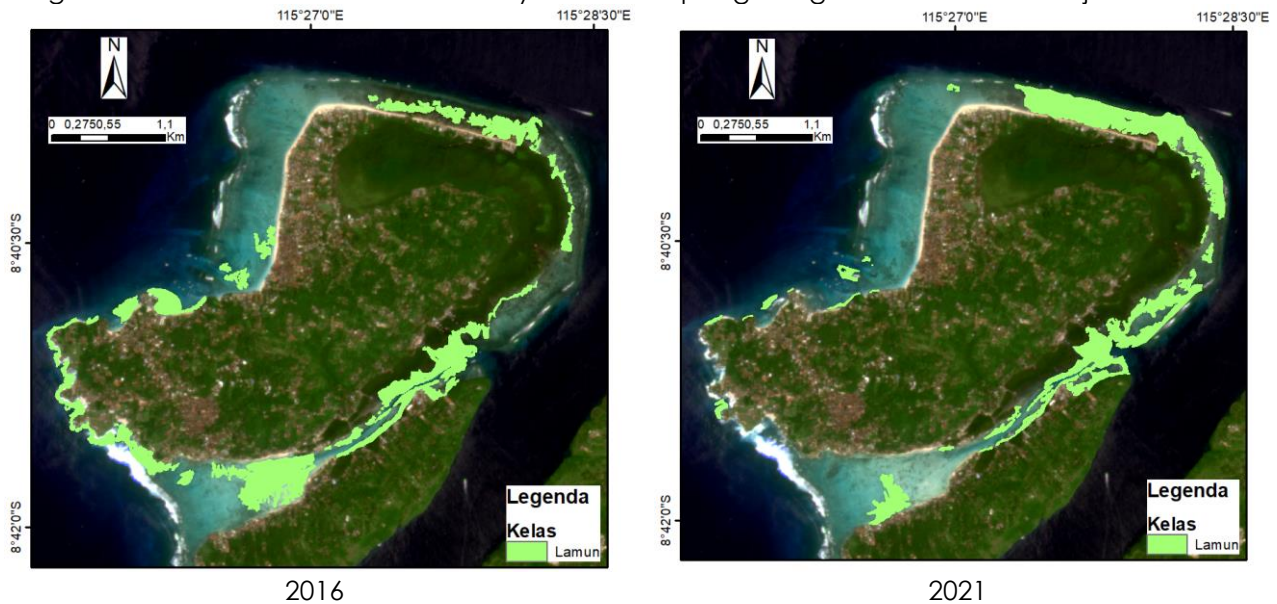 115°27'0"E 115°28'30"E
N
0 0,2750,55 1,1
Km
8°40'30"S
8°42'0"S
Legenda
Kelas
Lamun
2016
115°27'0"E 115°28'30"E
N
0 0,2750,55 1,1
Km
8°40'30"S
8°42'0"S
Legenda
Kelas
Lamun
2021